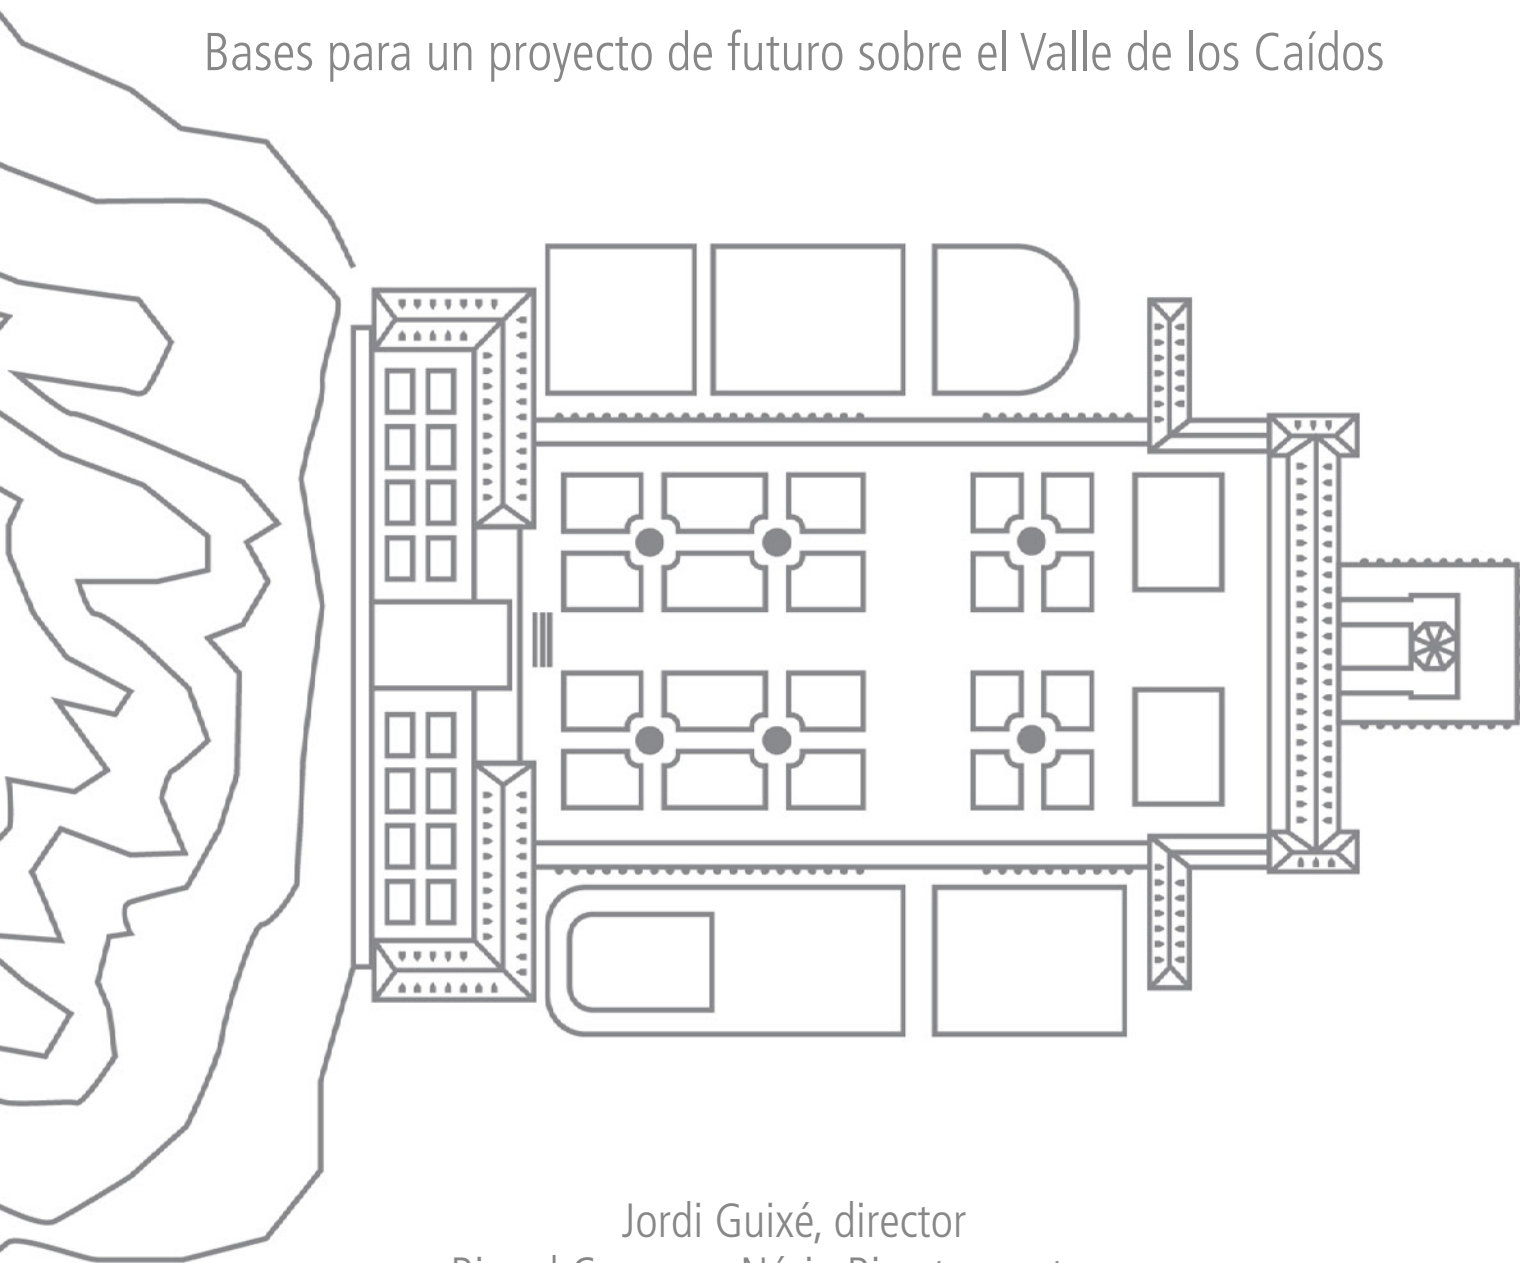 Bases para un proyecto de futuro sobre el Valle de los Caídos
Jordi Guixé, director